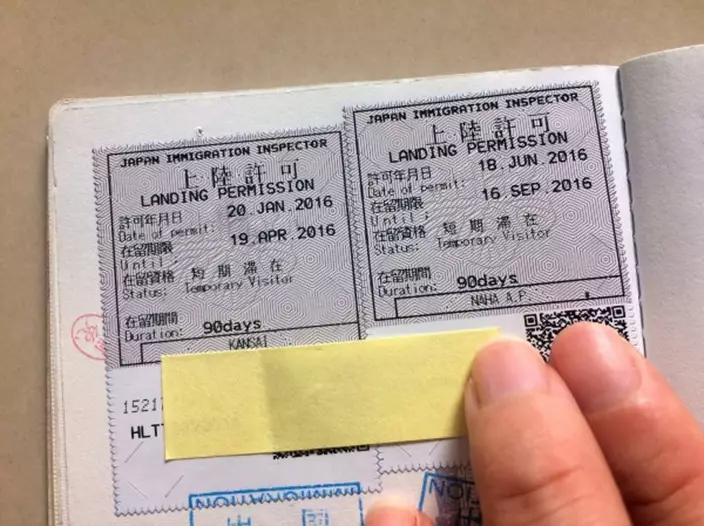 JAPAN IMMIGRATION INSPECTOR
上陸許可
LANDING PERMISSION
許可年月日 20.JAN.2016
Date of permit:
在留期限 19.APR.2016
Until :
在留資格 短期滞在
Status: Temporary Visitor
在留期間
Duration: 90days
KANSAI
1521
HLT
JAPAN IMMIGRATION INSPECTOR
上陸許可
LANDING PERMISSION
許可年月日 18.JUN.2016
Date of permit:
在留期限 16.SEP.2016
Until :
在留資格 短期滞在
Status: Temporary Visitor
在留期間
Duration: 90days
NAHA A.P.